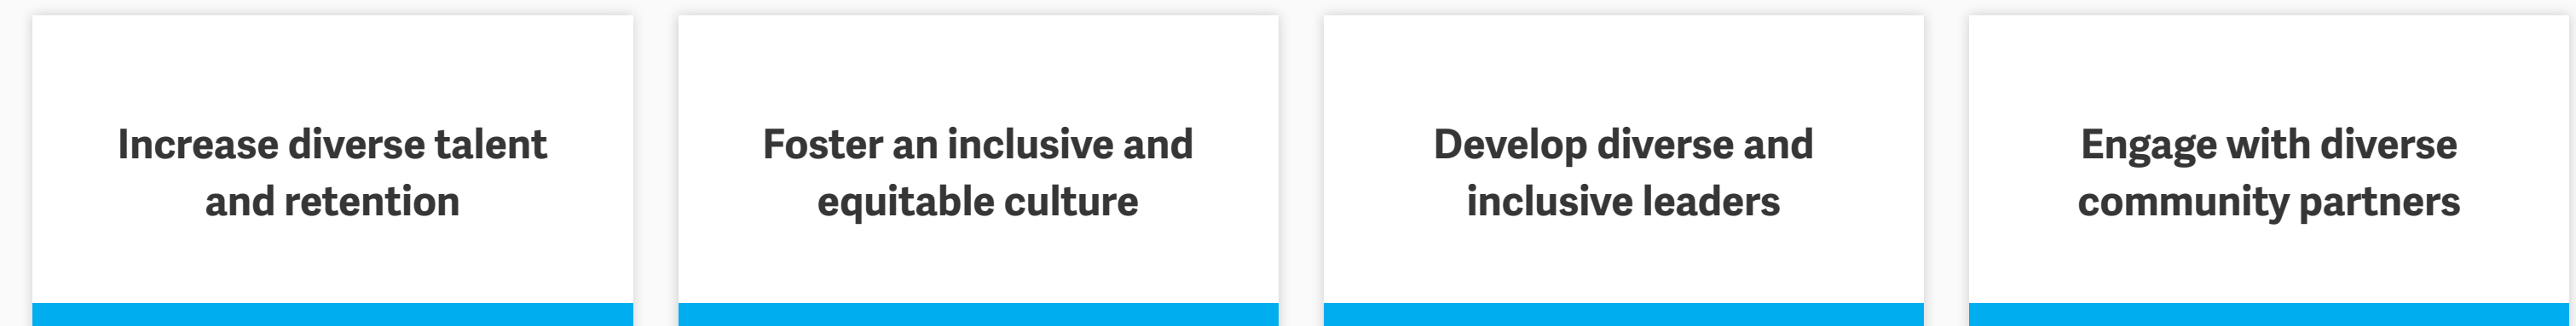 Increase diverse talent
and retention
Foster an inclusive and
equitable culture
Develop diverse and
inclusive leaders
Engage with diverse
community partners